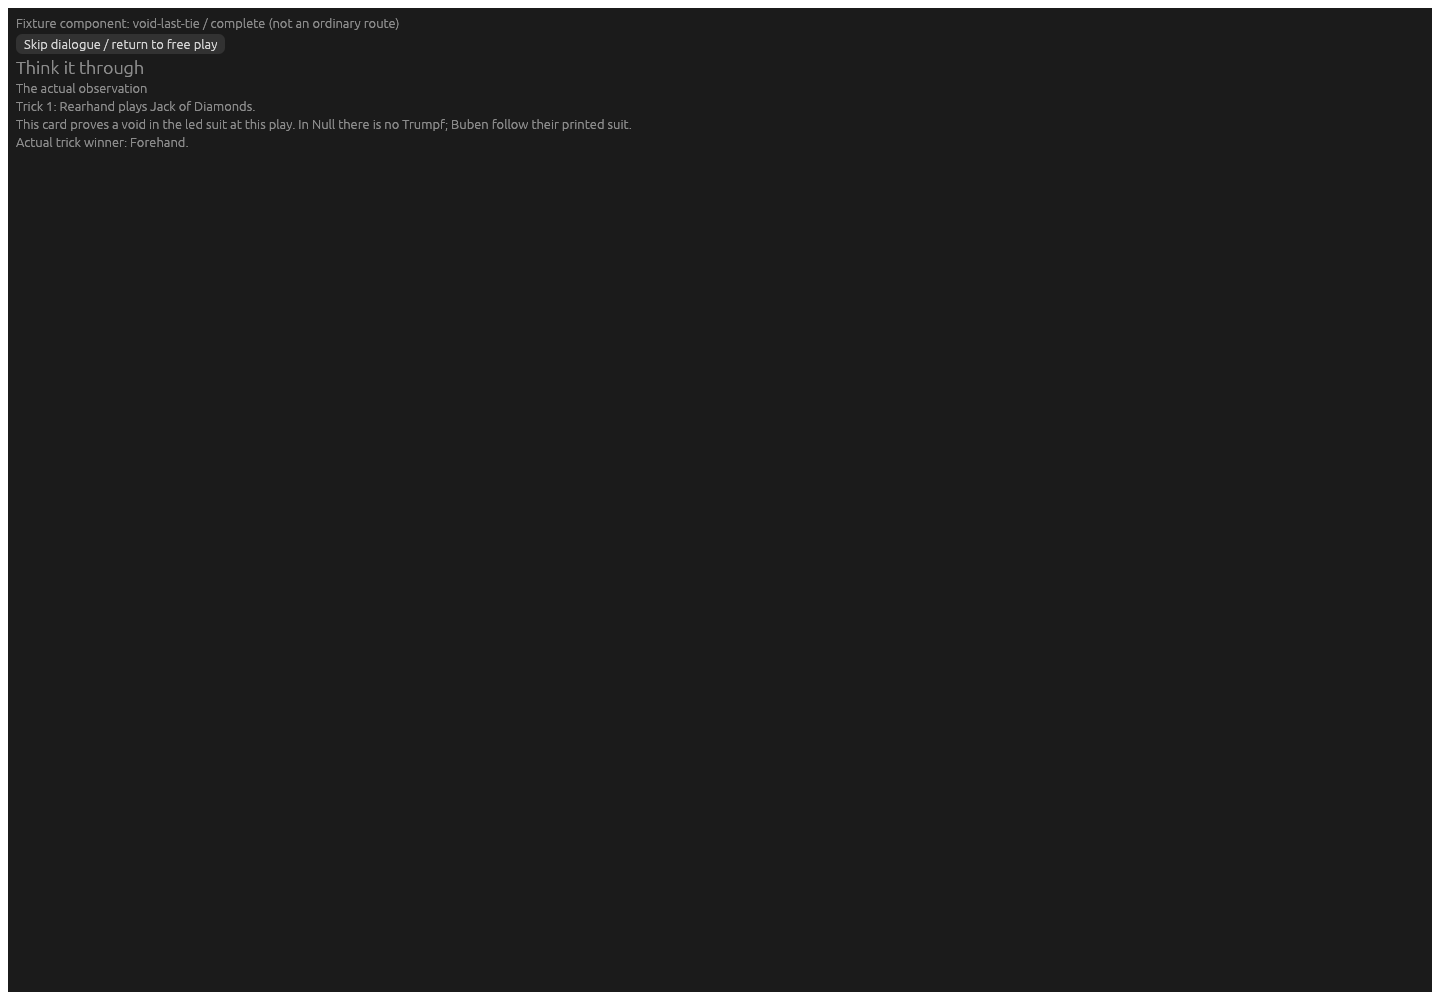 Fixture component: void-last-tie / complete (not an ordinary route)
Skip dialogue / return to free play
Think it through
The actual observation
Trick 1: Rearhand plays Jack of Diamonds.
This card proves a void in the led suit at this play. In Null there is no Trumpf; Buben follow their printed suit.
Actual trick winner: Forehand.